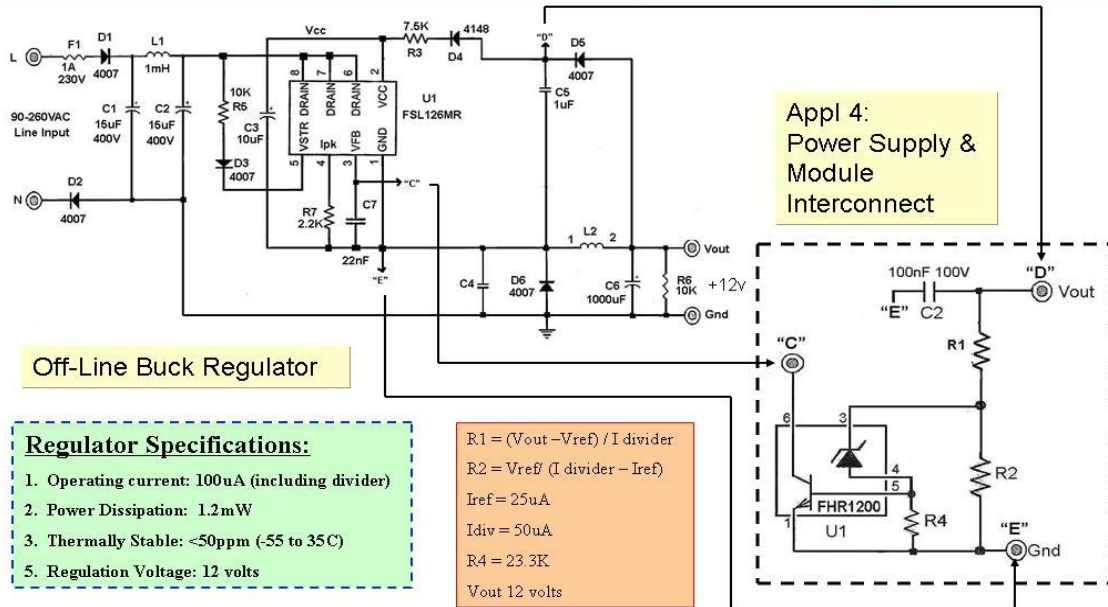 L
F1
1A
230V
D1
4007
L1
1mH
90-260VAC
Line Input
C1
15uF
400V
C2
15uF
400V
N
D2
4007
10K
R5
D3
4007
Vcc
C3
10uF
8
7
6
2
DRAIN
DRAIN
DRAIN
VCC
VSTR
Ipk
VFB
GND
5
4
3
1
U1
FSL126MR
7.5K
R3
4148
D4
"D"
D5
4007
C5
1uF
R7
2.2K
C7
22nF
"C"
"E"
1
L2
2
Vout
C4
D6
4007
C6
1000uF
R6
10K
+12v
Gnd
Appl 4:
Power Supply &
Module
Interconnect
Off-Line Buck Regulator
Regulator Specifications:
1. Operating current: 100uA (including divider)
2. Power Dissipation: 1.2mW
3. Thermally Stable: <50ppm (-55 to 35C)
5. Regulation Voltage: 12 volts
R1 = (Vout –Vref) / I divider
R2 = Vref/ (I divider – Iref)
Iref = 25uA
Idiv = 50uA
R4 = 23.3K
Vout 12 volts
100nF 100V
"E"
C2
"D"
Vout
R1
"C"
6
3
4
5
1
FHR1200
U1
R4
R2
"E"
Gnd